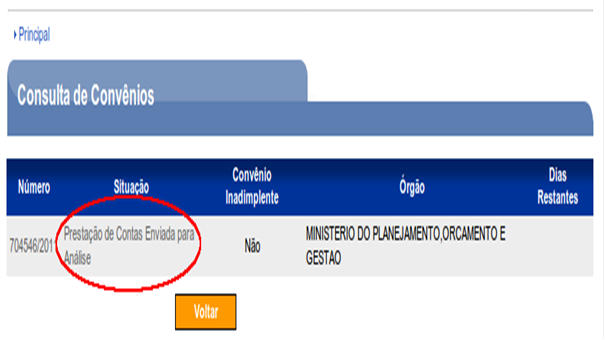 Principal
Consulta de Convênios
Número Situação Convênio Inadimplente Órgão Dias Restantes
704546/2011 Prestação de Contas Enviada para Não MINISTERIO DO PLANEJAMENTO,ORCAMENTO E
Análise GESTAO
Voltar